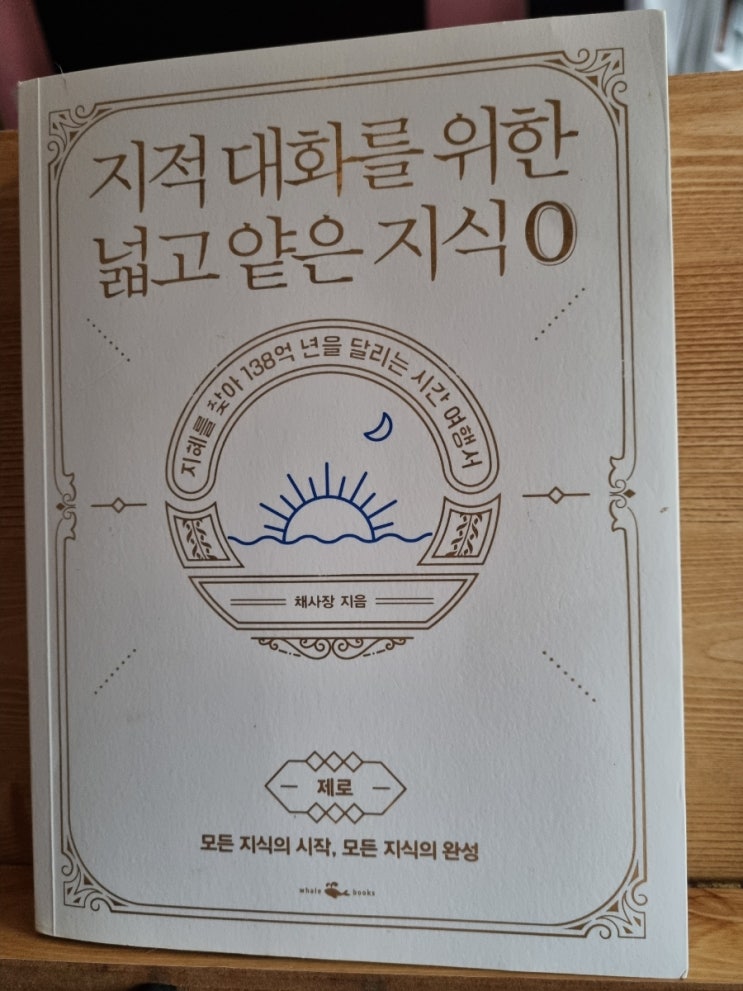 지적 대화를 위한
넓고 얕은 지식 0
지혜를 찾아 138억 년을 달리는 시간 여행서
채사장 지음
제로
모든 지식의 시작, 모든 지식의 완성
whale books